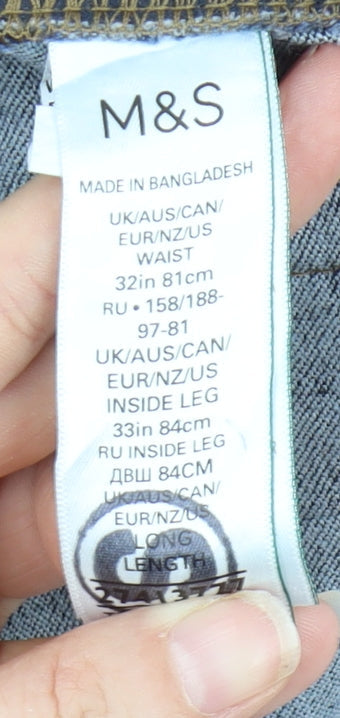 M&S
MADE IN BANGLADESH
UK/AUS/CAN/
EUR/NZ/US
WAIST
32in 81cm
RU • 158/188-
97-81
UK/AUS/CAN/
EUR/NZ/US
INSIDE LEG
33in 84cm
RU INSIDE LEG
ДВШ 84СМ
UK/AUS/CAN/
EUR/NZ/US
LONG
LENGTH